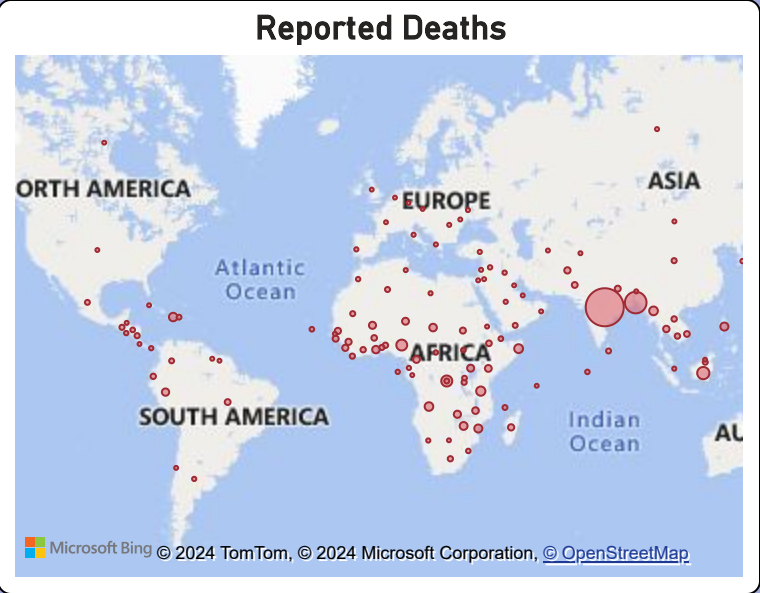 Reported Deaths
ORTH AMERICA
EUROPE
ASIA
Atlantic
Ocean
AFRICA
SOUTH AMERICA
Indian
Ocean
AU
Microsoft Bing
© 2024 TomTom, © 2024 Microsoft Corporation, © OpenStreetMap